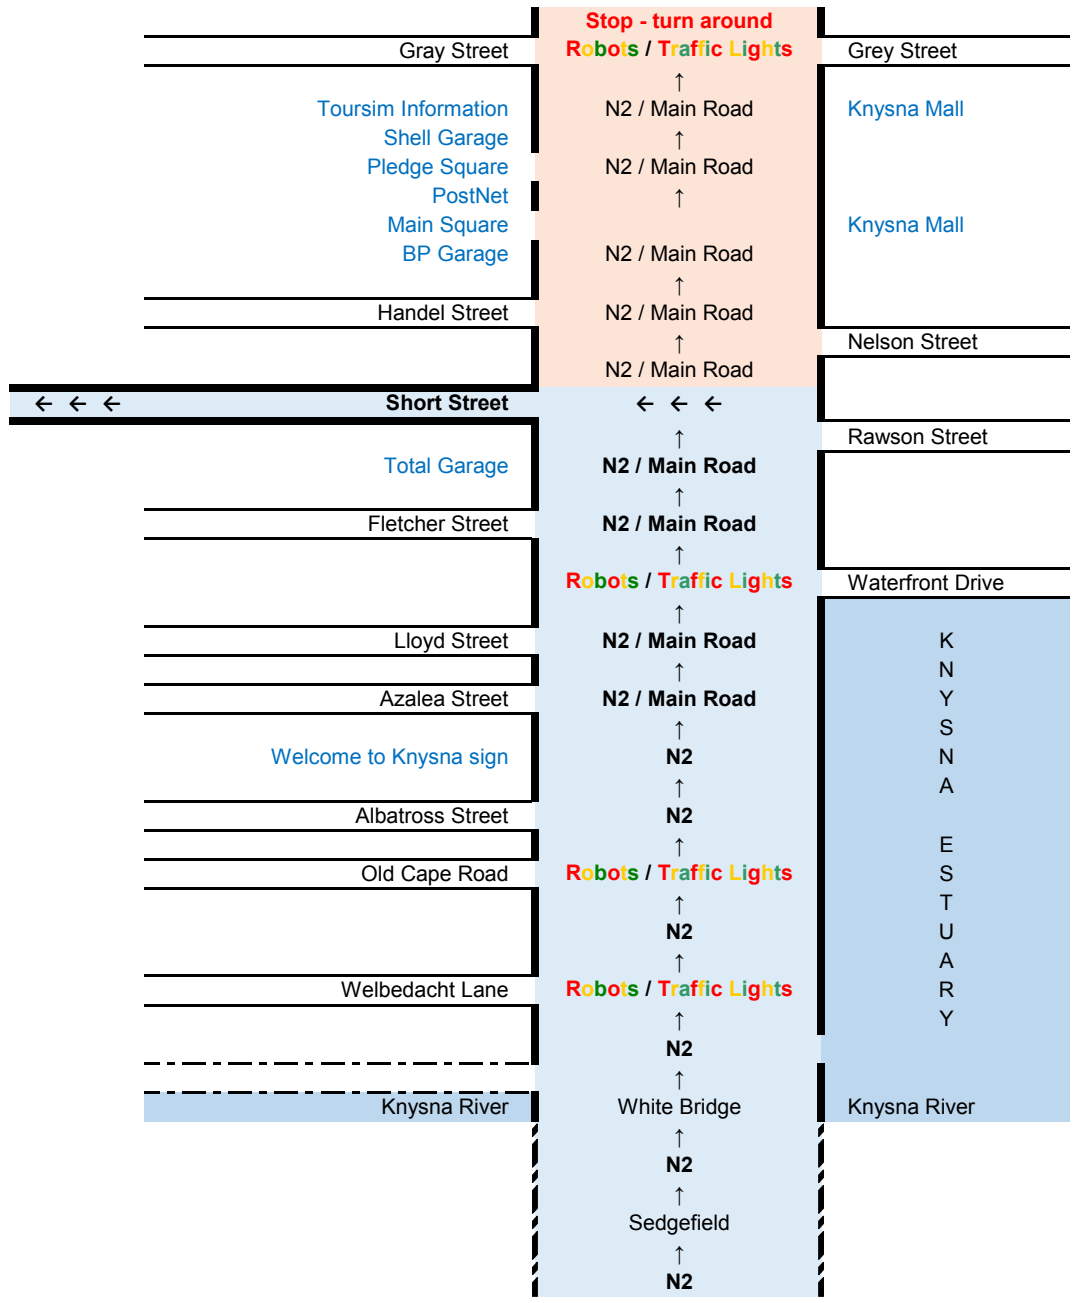 Stop - turn around
Gray Street Robots / Traffic Lights Grey Street
↑
Toursim Information N2 / Main Road Knysna Mall
Shell Garage ↑
Pledge Square N2 / Main Road
PostNet ↑
Main Square Knysna Mall
BP Garage N2 / Main Road
↑
Handel Street N2 / Main Road
↑ Nelson Street
N2 / Main Road
← ← ← Short Street ← ← ←
↑ Rawson Street
Total Garage N2 / Main Road
↑
Fletcher Street N2 / Main Road
↑
Robots / Traffic Lights Waterfront Drive
↑
Lloyd Street N2 / Main Road K
↑ N
Azalea Street N2 / Main Road Y
↑ S
Welcome to Knysna sign N2 N
↑ A
Albatross Street N2
↑ E
Old Cape Road Robots / Traffic Lights S
↑ T
N2 U
↑ A
Welbedacht Lane Robots / Traffic Lights R
↑ Y
N2
↑
Knysna River White Bridge Knysna River
↑
N2
↑
Sedgefield
↑
N2